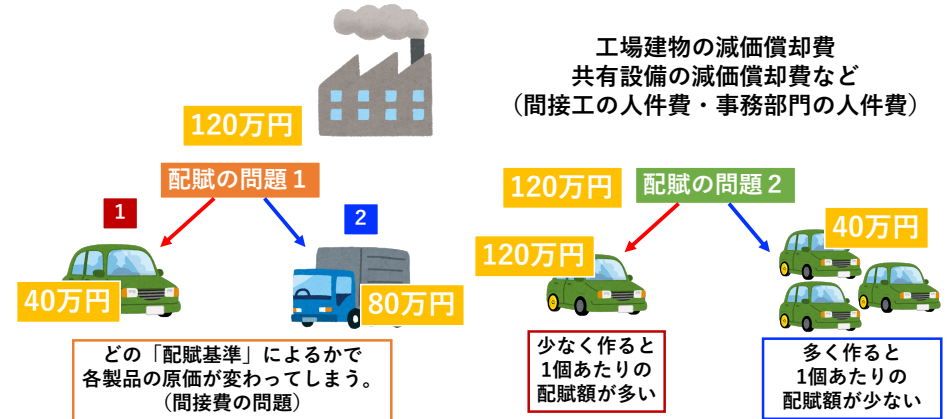 工場建物の減価償却費
共有設備の減価償却費など
（間接工の人件費・事務部門の人件費）
120万円
配賦の問題１
1
2
40万円
80万円
どの「配賦基準」によるかで
各製品の原価が変わってしまう。
（間接費の問題）
120万円
配賦の問題２
120万円
40万円
少なく作ると
1個あたりの
配賦額が多い
多く作ると
1個あたりの
配賦額が少ない